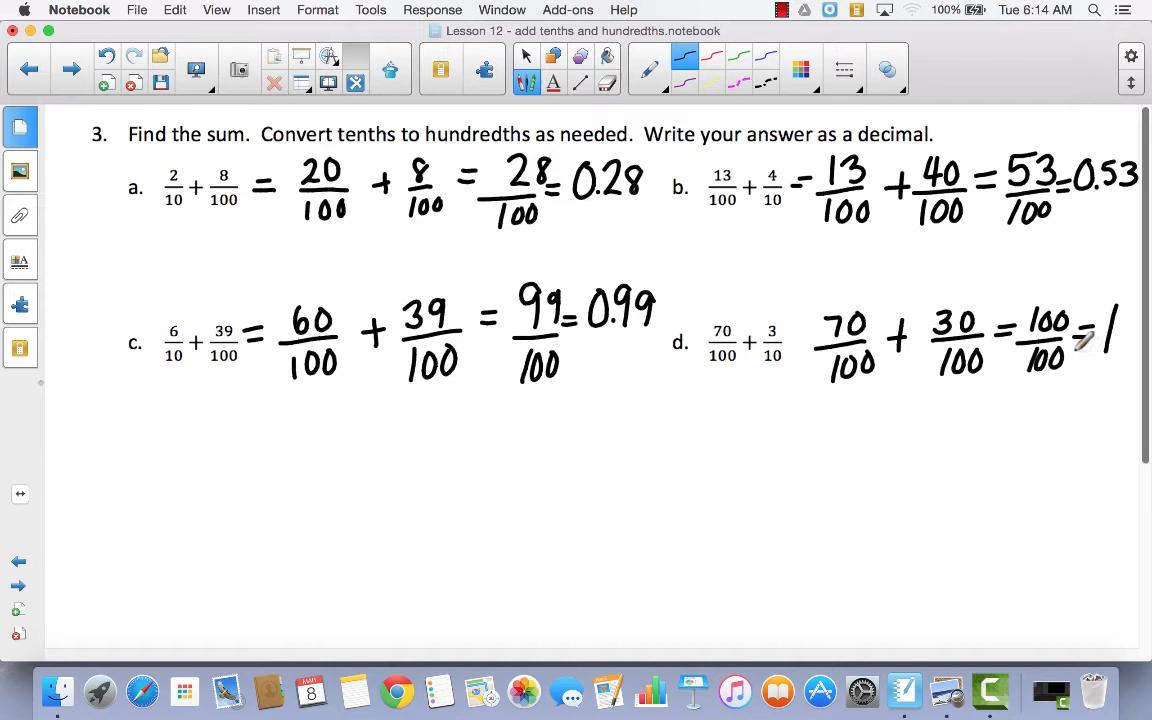 Notebook File Edit View Insert Format Tools Response Window Add-ons Help 100% Tue 6:14 AM
Lesson 12 - add tenths and hundredths.notebook
3. Find the sum. Convert tenths to hundredths as needed. Write your answer as a decimal.
a. 2/10 + 8/100 = 20/100 + 8/100 = 28/100 = 0.28
b. 13/100 + 4/10 - 13/100 + 40/100 = 53/100 = 0.53
c. 6/10 + 39/100 = 60/100 + 39/100 = 99/100 = 0.99
d. 70/100 + 3/10 70/100 + 30/100 = 100/100 = 1
MAR
8